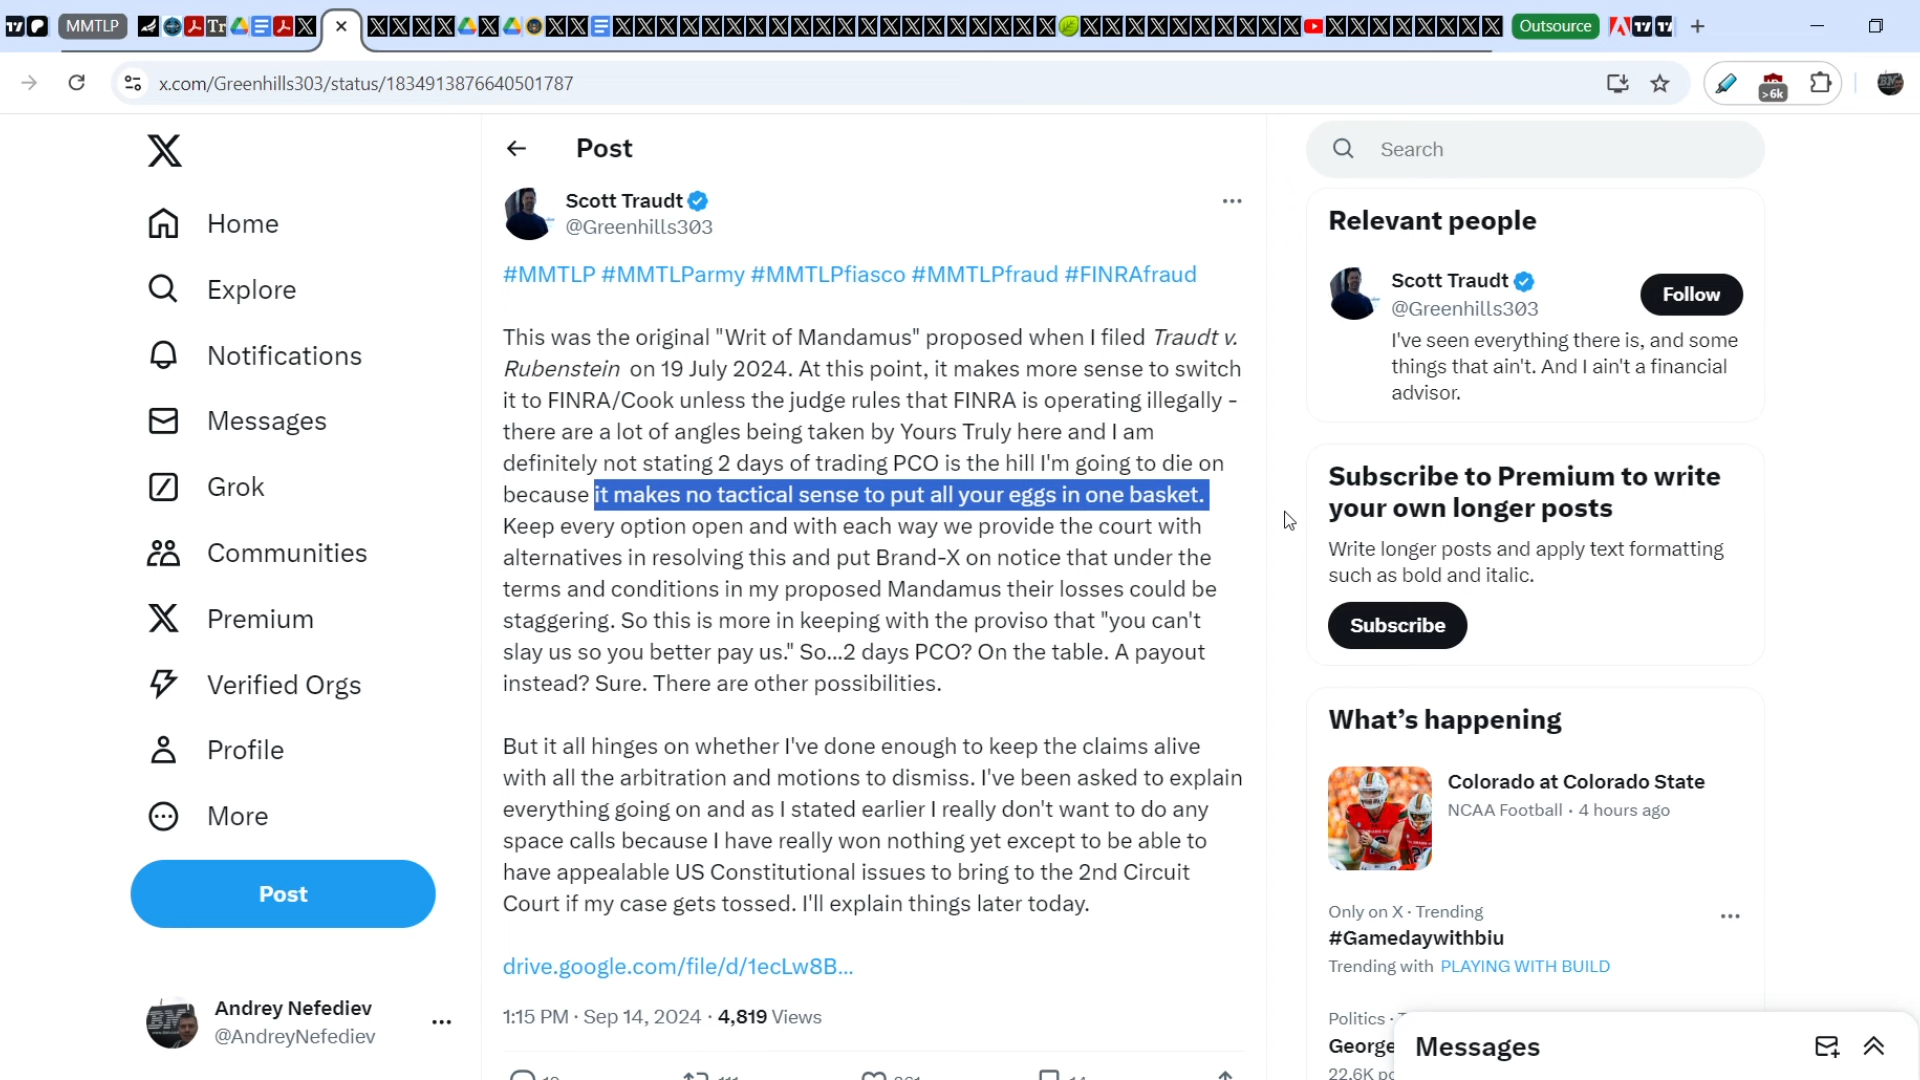 MMTLP
Outsource
x.com/Greenhills303/status/1834913876640501787
>6k
Home
Explore
Notifications
Messages
Grok
Communities
Premium
Verified Orgs
Profile
More
Post
Andrey Nefediev
@AndreyNefediev
Post
Scott Traudt
@Greenhills303
#MMTLP #MMTLParmy #MMTLPfiasco #MMTLPfraud #FINRAfraud
This was the original "Writ of Mandamus" proposed when I filed Traudt v.
Rubenstein on 19 July 2024. At this point, it makes more sense to switch
it to FINRA/Cook unless the judge rules that FINRA is operating illegally -
there are a lot of angles being taken by Yours Truly here and I am
definitely not stating 2 days of trading PCO is the hill I'm going to die on
because it makes no tactical sense to put all your eggs in one basket.
Keep every option open and with each way we provide the court with
alternatives in resolving this and put Brand-X on notice that under the
terms and conditions in my proposed Mandamus their losses could be
staggering. So this is more in keeping with the proviso that "you can't
slay us so you better pay us." So...2 days PCO? On the table. A payout
instead? Sure. There are other possibilities.
But it all hinges on whether I've done enough to keep the claims alive
with all the arbitration and motions to dismiss. I've been asked to explain
everything going on and as I stated earlier I really don't want to do any
space calls because I have really won nothing yet except to be able to
have appealable US Constitutional issues to bring to the 2nd Circuit
Court if my case gets tossed. I'll explain things later today.
drive.google.com/file/d/1ecLw8B...
1:15 PM · Sep 14, 2024 · 4,819 Views
Search
Relevant people
Scott Traudt
@Greenhills303
Follow
I've seen everything there is, and some
things that ain't. And I ain't a financial
advisor.
Subscribe to Premium to write
your own longer posts
Write longer posts and apply text formatting
such as bold and italic.
Subscribe
What's happening
Colorado at Colorado State
NCAA Football · 4 hours ago
Only on X · Trending
#Gamedaywithbiu
Trending with PLAYING WITH BUILD
Politics ·
George
22.6K
Messages